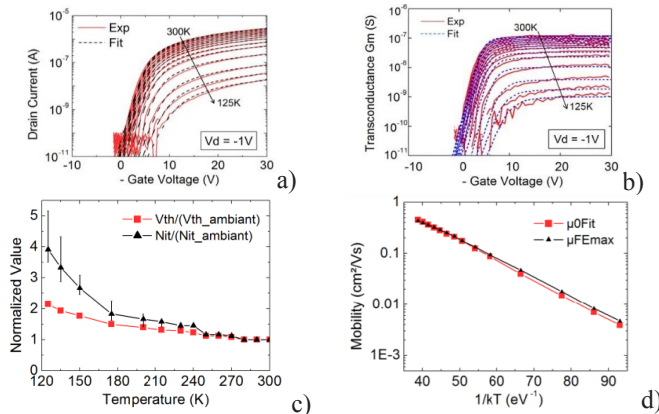 Drain Current (A)
10⁻⁵
10⁻⁷
10⁻⁹
10⁻¹¹
Exp
Fit
300K
125K
Vd = -1V
-10
0
10
20
30
- Gate Voltage (V)
a)
Transconductance Gm (S)
10⁻⁶
10⁻⁷
10⁻⁸
10⁻⁹
10⁻¹⁰
10⁻¹¹
Exp
Fit
300K
125K
Vd = -1V
-10
0
10
20
30
- Gate Voltage (V)
b)
Normalized Value
5
4
3
2
1
0
Vth/(Vth_ambiant)
Nit/(Nit_ambiant)
120 150 180 210 240 270 300
Temperature (K)
c)
Mobility (cm²/Vs)
1
0.1
0.01
1E-3
μ0Fit
μFEmax
40 50 60 70 80 90
1/kT (eV⁻¹)
d)